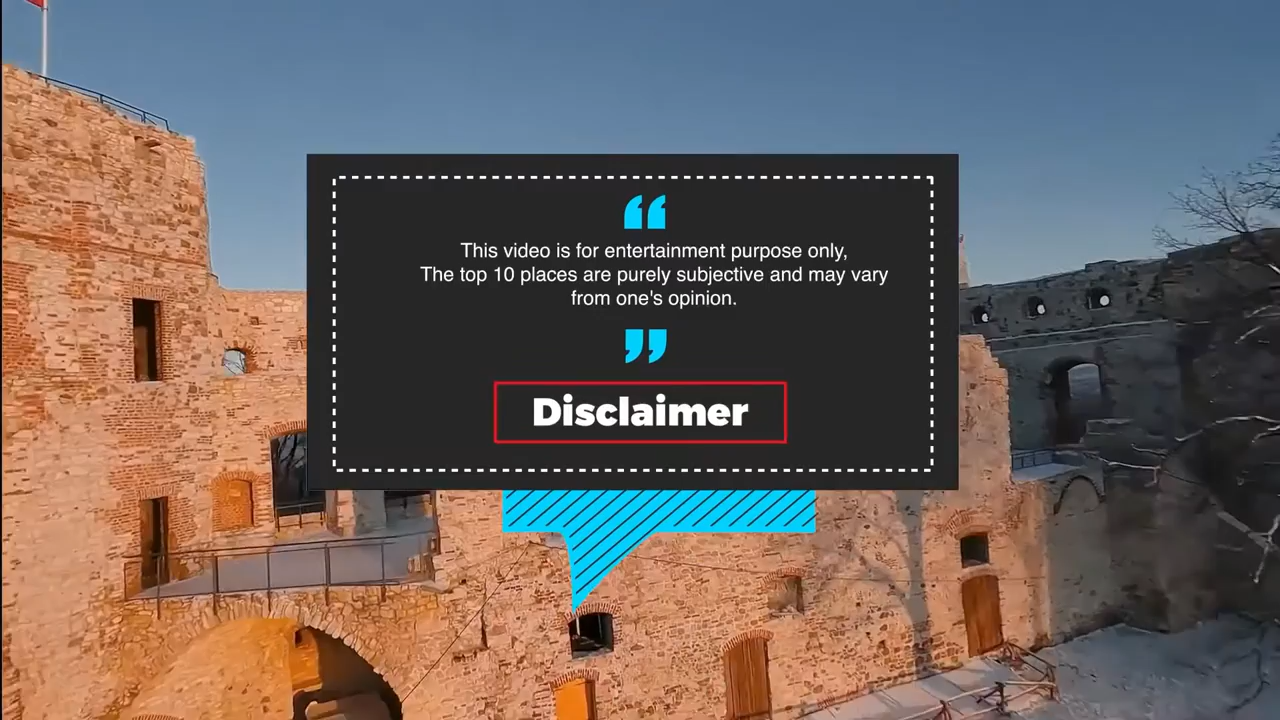 “
This video is for entertainment purpose only,
The top 10 places are purely subjective and may vary
from one's opinion.
”
Disclaimer